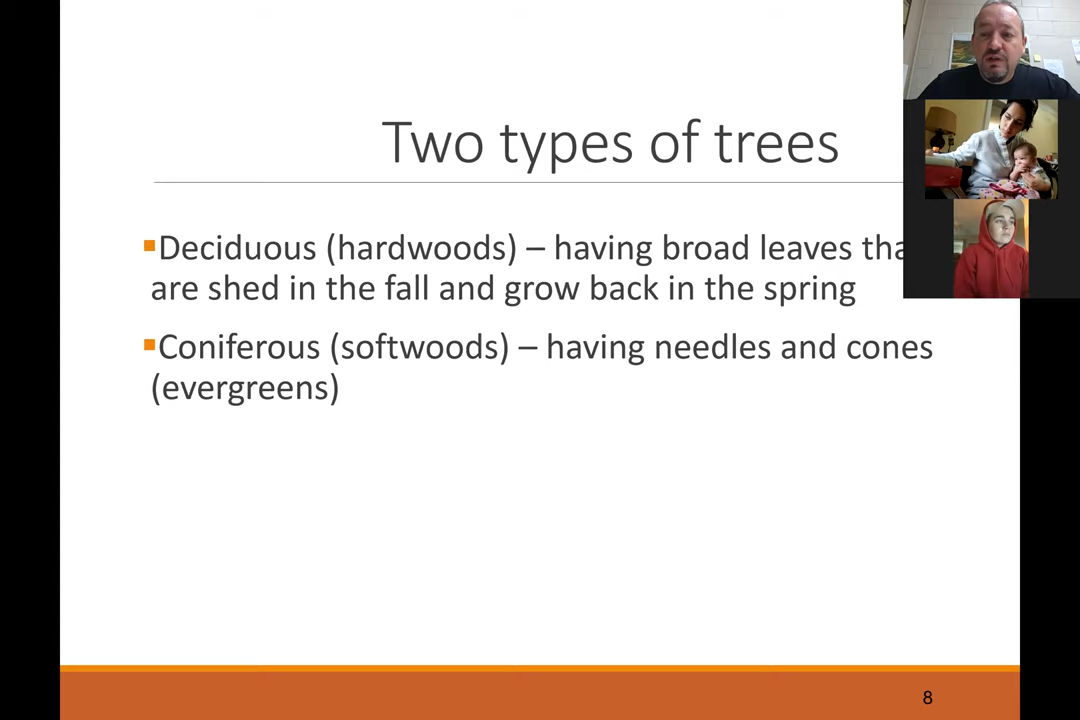 Two types of trees
▪Deciduous (hardwoods) – having broad leaves
are shed in the fall and grow back in the spring
▪Coniferous (softwoods) – having needles and cones
(evergreens)
8